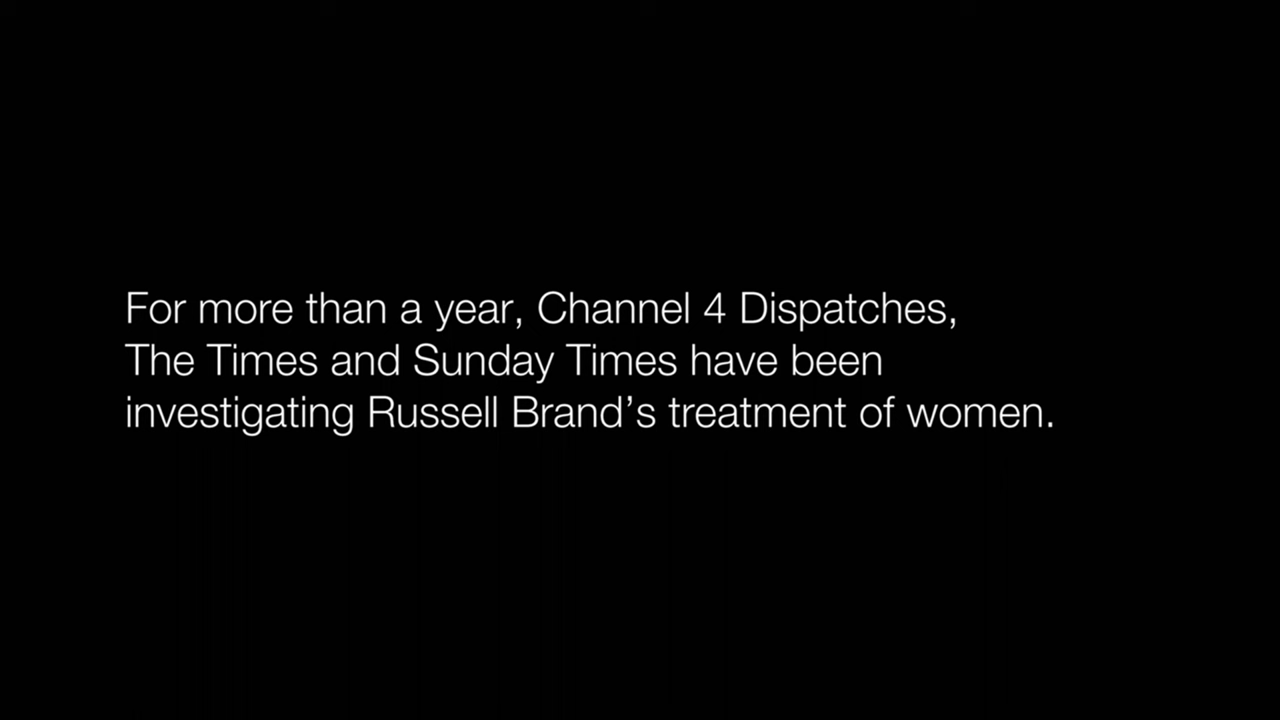 For more than a year, Channel 4 Dispatches,
The Times and Sunday Times have been
investigating Russell Brand’s treatment of women.